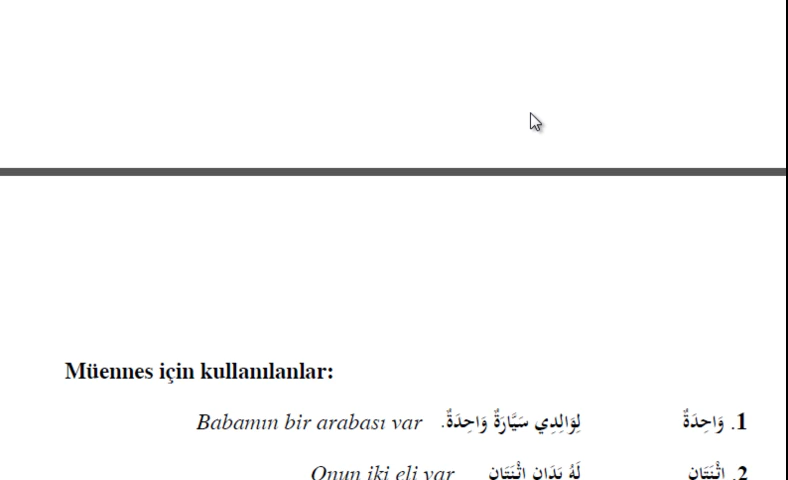 Müennes için kullanılanlar:
1. وَاحِدَةٌ لِوَالِدِي سَيَّارَةٌ وَاحِدَةٌ. Babamın bir arabası var
2. اثْنَتَانِ لَهُ يَدَانِ اثْنَتَانِ Onun iki eli var